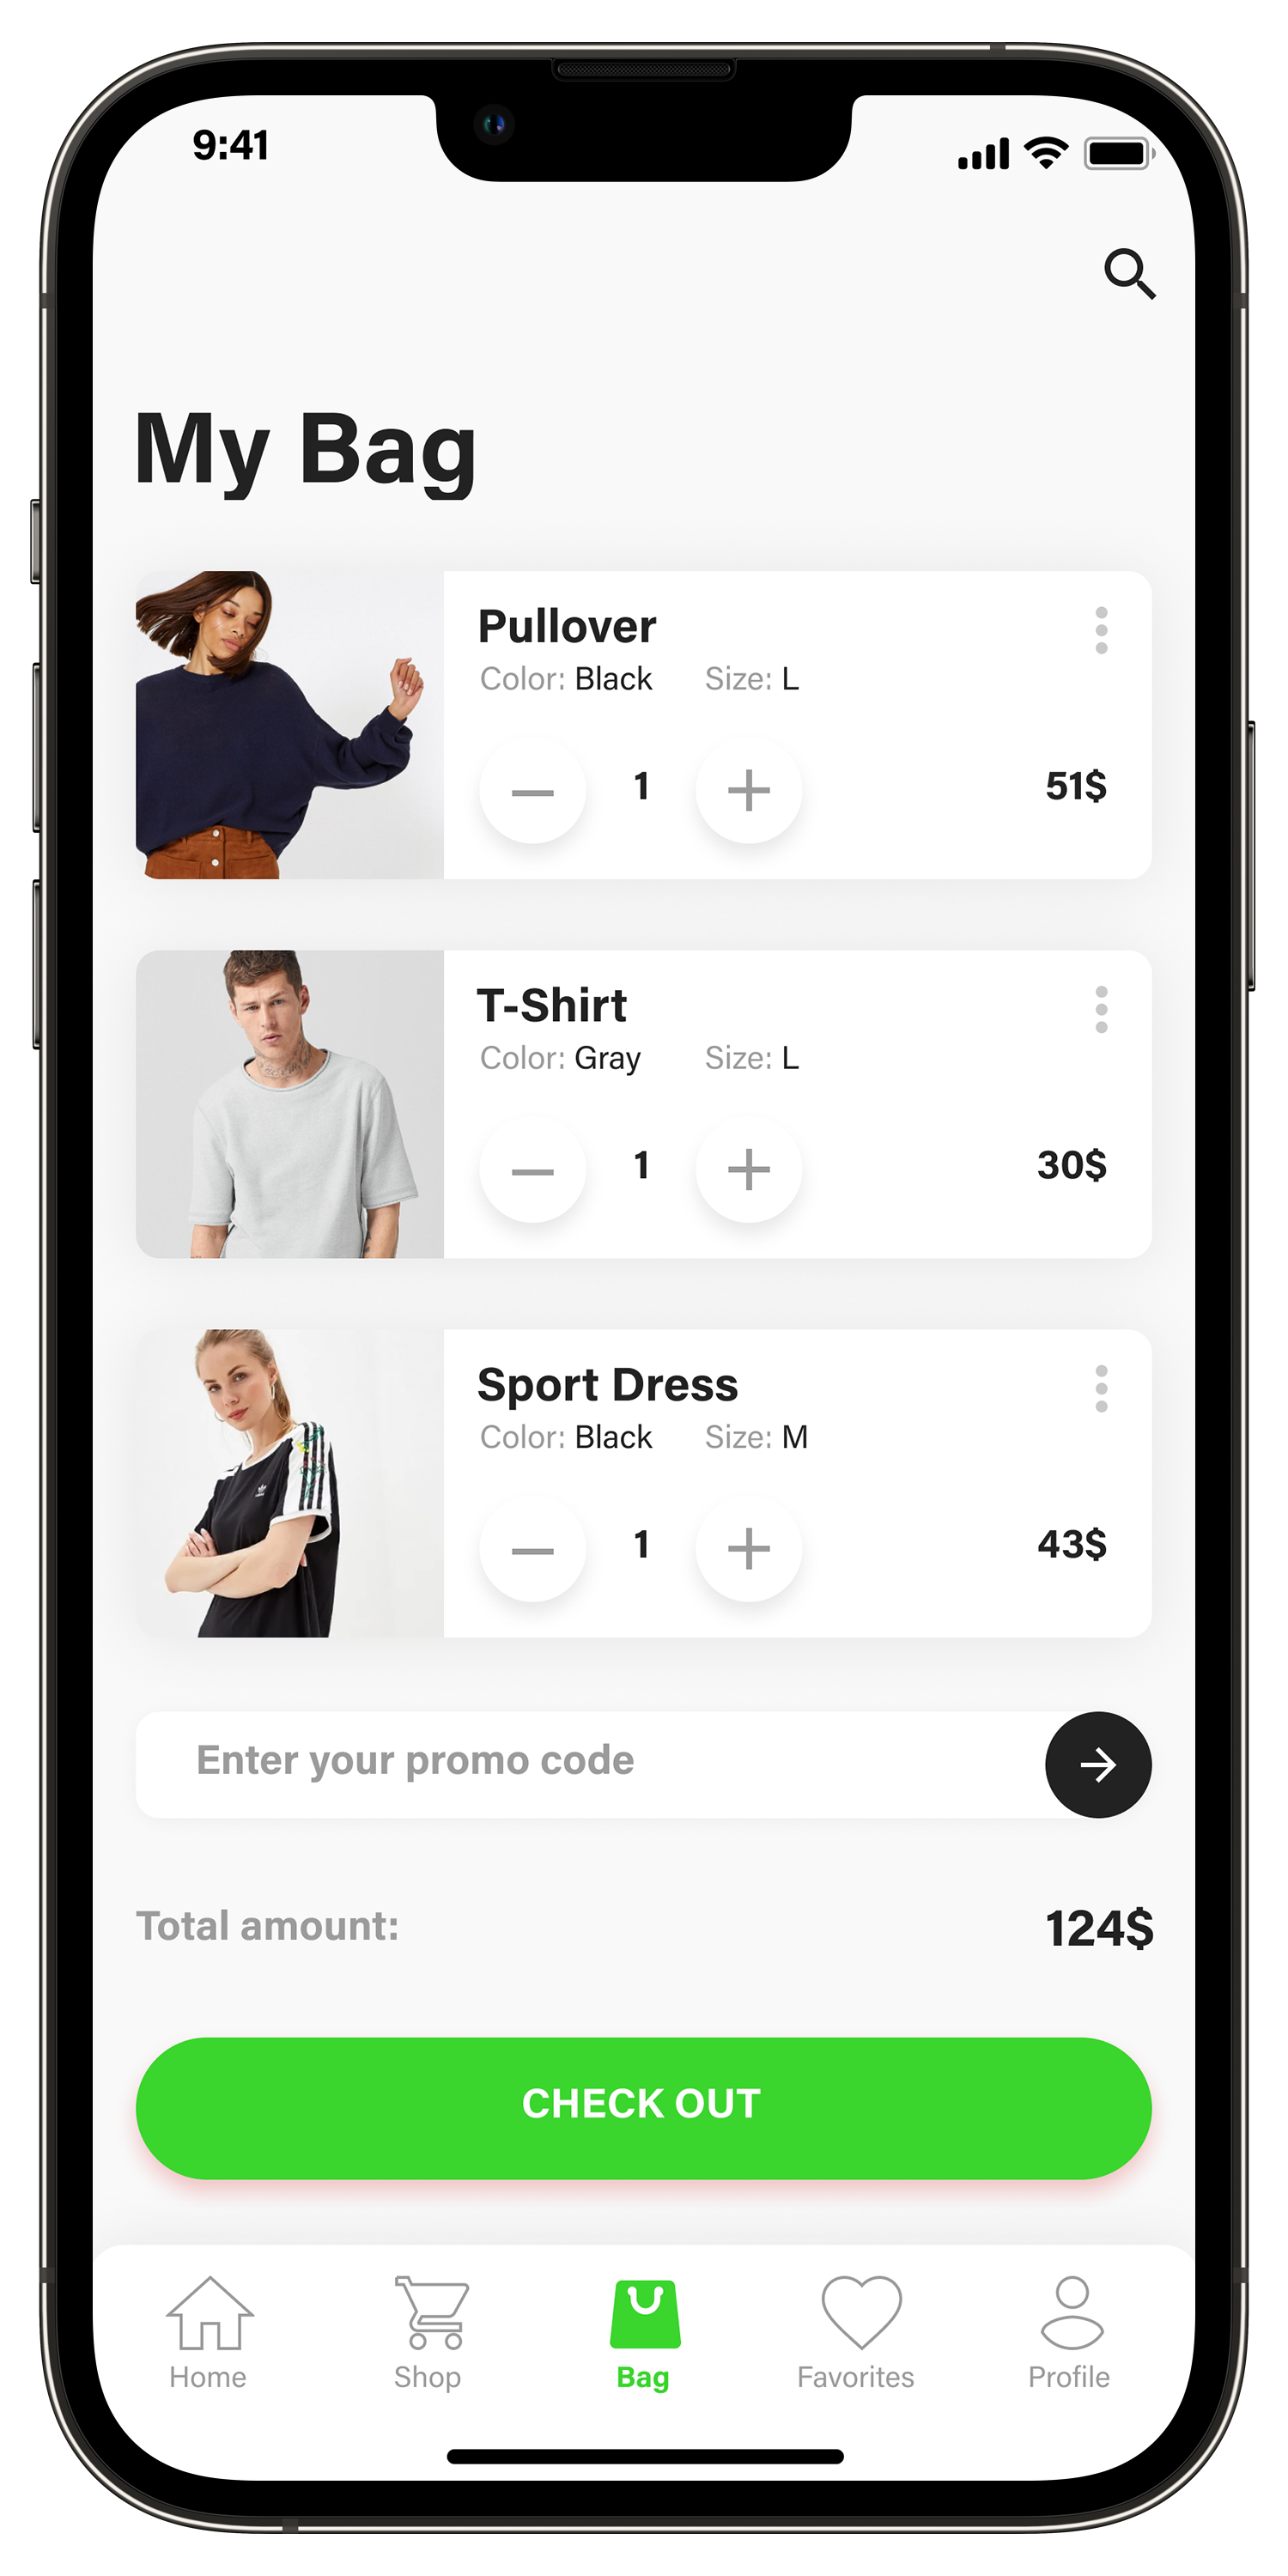 9:41
My Bag
Pullover
Color: Black Size: L
1 51$
T-Shirt
Color: Gray Size: L
1 30$
Sport Dress
Color: Black Size: M
1 43$
Enter your promo code
Total amount: 124$
CHECK OUT
Home Shop Bag Favorites Profile